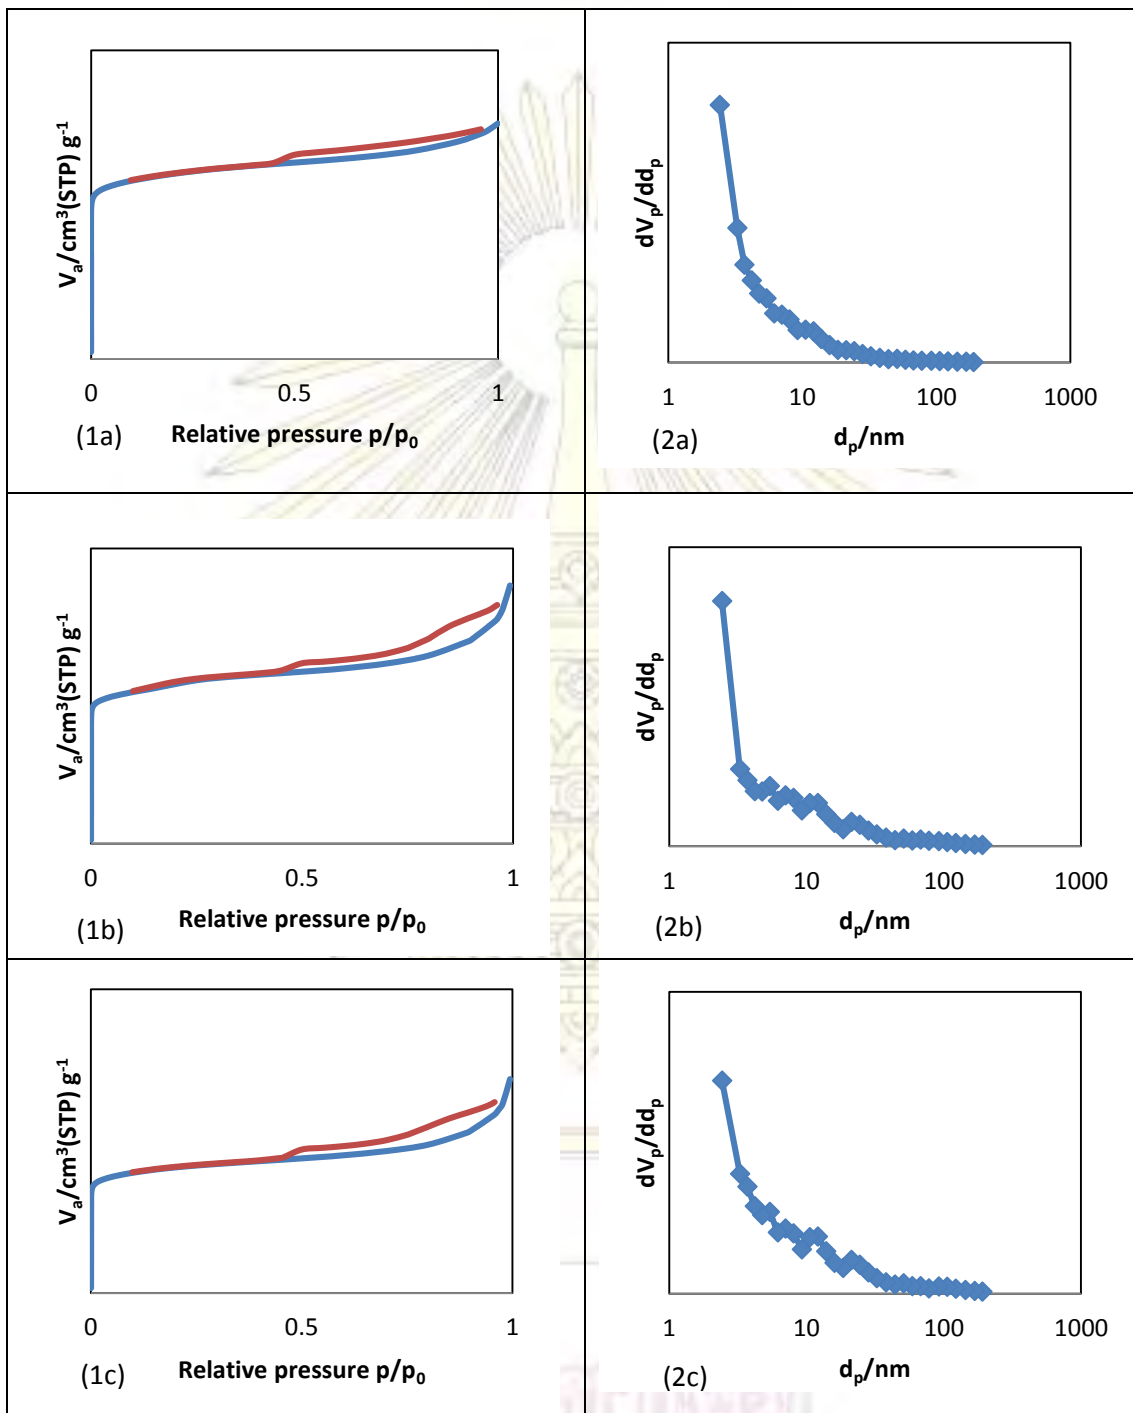 Vₐ/cm³(STP) g⁻¹
0
0.5
1
(1a)
Relative pressure p/p₀
dVₚ/ddₚ
1
10
100
1000
(2a)
dₚ/nm
Vₐ/cm³(STP) g⁻¹
0
0.5
1
(1b)
Relative pressure p/p₀
dVₚ/ddₚ
1
10
100
1000
(2b)
dₚ/nm
Vₐ/cm³(STP) g⁻¹
0
0.5
1
(1c)
Relative pressure p/p₀
dVₚ/ddₚ
1
10
100
1000
(2c)
dₚ/nm